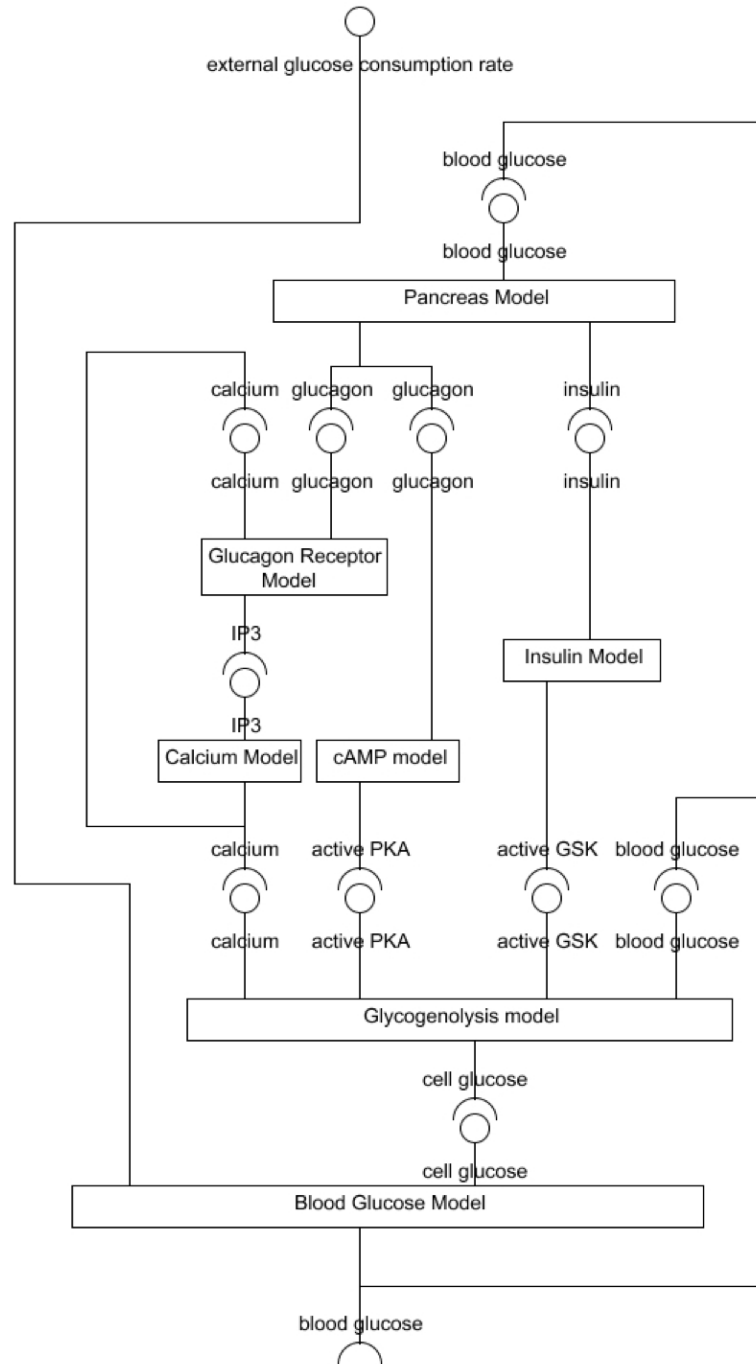 external glucose consumption rate
blood glucose
blood glucose
Pancreas Model
calcium glucagon glucagon insulin
calcium glucagon glucagon insulin
Glucagon Receptor
Model
IP3
Insulin Model
IP3
Calcium Model cAMP model
calcium active PKA active GSK blood glucose
calcium active PKA active GSK blood glucose
Glycogenolysis model
cell glucose
cell glucose
Blood Glucose Model
blood glucose